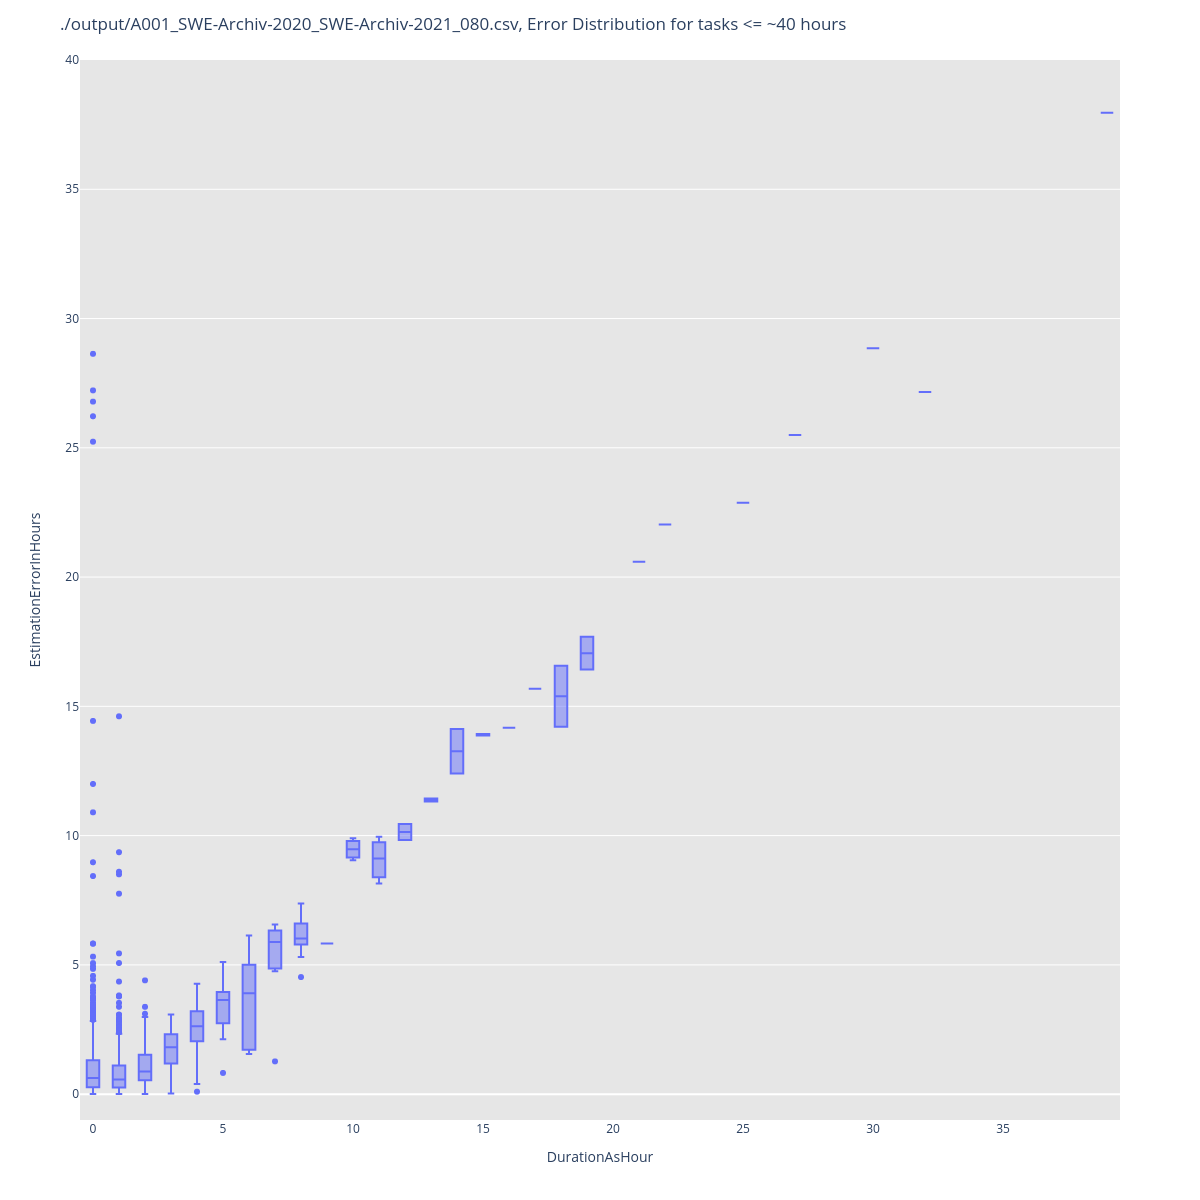 ./output/A001_SWE-Archiv-2020_SWE-Archiv-2021_080.csv, Error Distribution for tasks <= ~40 hours
40
35
30
25
20
15
10
5
0
EstimationErrorInHours
0 5 10 15 20 25 30 35
DurationAsHour